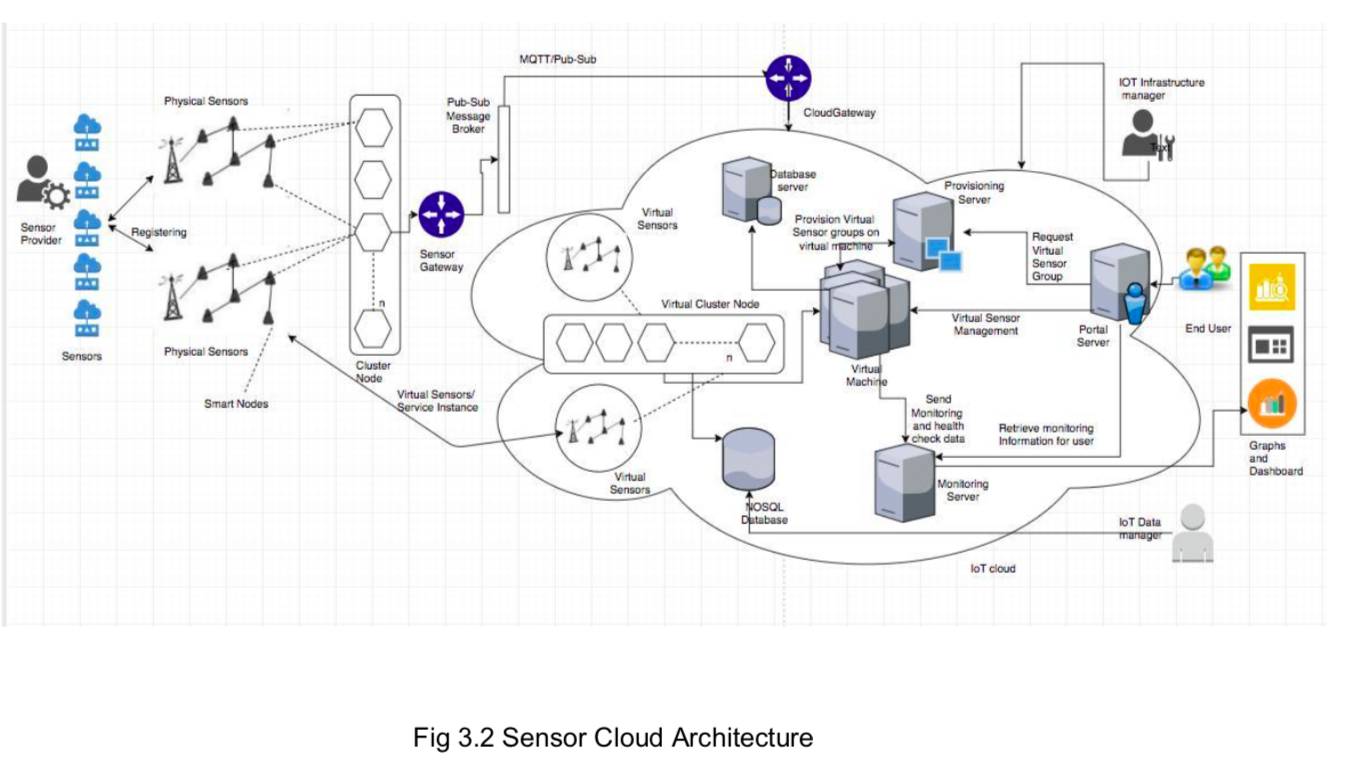 MQTT/Pub-Sub
IOT Infrastructure
manager
Text
Physical Sensors
Pub-Sub
Message
Broker
CloudGateway
Database
server
Provisioning
Server
Sensor
Provider
Registering
Virtual
Sensors
Provision Virtual
Sensor groups on
virtual machine
Request
Virtual
Sensor
Group
Sensor
Gateway
n
Virtual Cluster Node
Virtual Sensor
Management
Portal
Server
End User
Sensors
Physical Sensors
Cluster
Node
n
Virtual
Machine
Smart Nodes
Virtual Sensors/
Service Instance
Send
Monitoring
and health
check data
Retrieve monitoring
Information for user
Graphs
and
Dashboard
Virtual
Sensors
Monitoring
Server
NOSQL
Database
IoT Data
manager
IoT cloud
Fig 3.2 Sensor Cloud Architecture